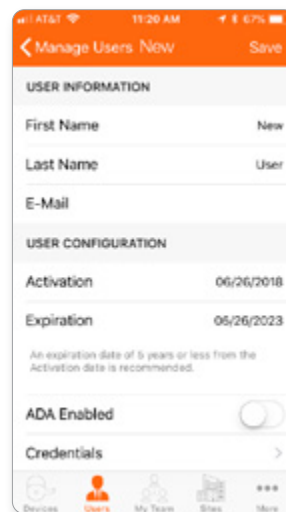 AT&T 11:20 AM 67%
Manage Users New Save
USER INFORMATION
First Name New
Last Name User
E-Mail
USER CONFIGURATION
Activation 06/26/2018
Expiration 06/26/2023
An expiration date of 5 years or less from the
Activation date is recommended.
ADA Enabled
Credentials
Devices Users My Team Sites More